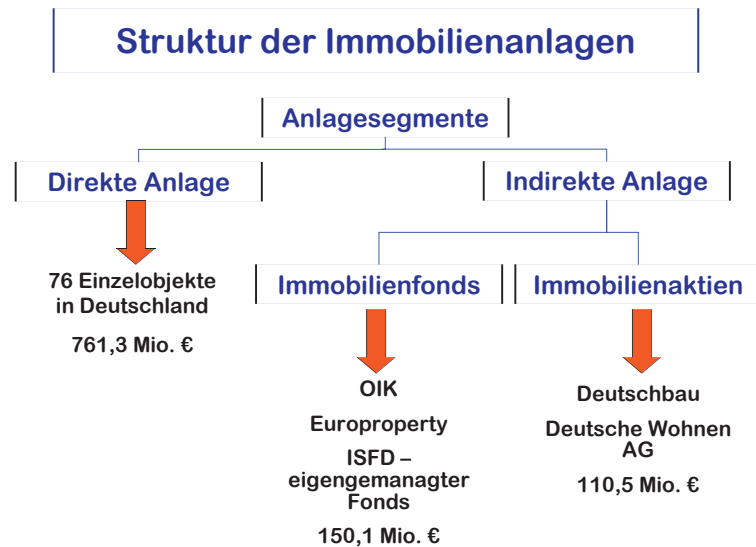 Struktur der Immobilienanlagen
Anlagesegmente
Direkte Anlage
Indirekte Anlage
76 Einzelobjekte
in Deutschland
761,3 Mio. €
Immobilienfonds
Immobilienaktien
OIK
Europroperty
ISFD –
eigengemanagter
Fonds
150,1 Mio. €
Deutschbau
Deutsche Wohnen
AG
110,5 Mio. €